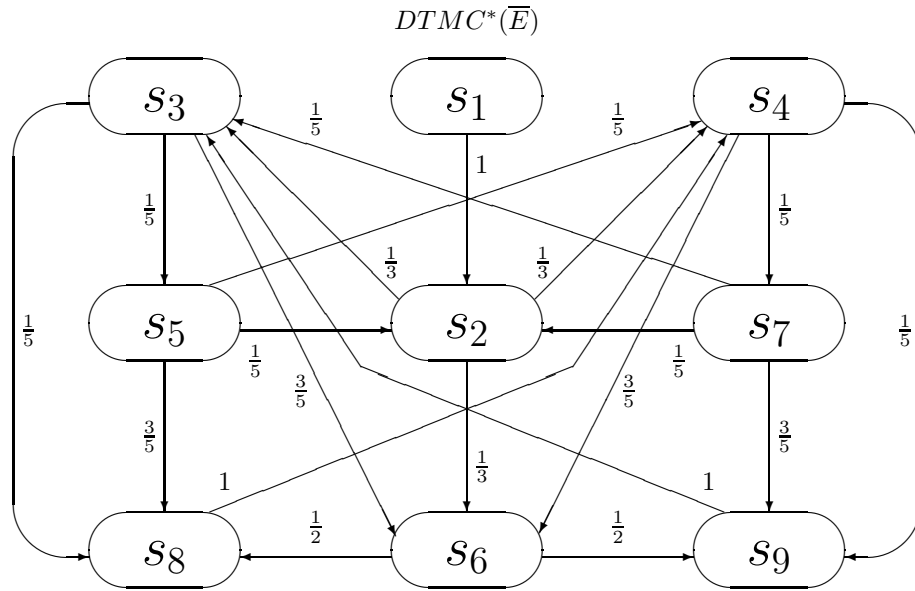 DTMC*(E̅)
s₃ s₁ s₄
1/5 1/5
1
1/5 1/5
1/3 1/3
s₅ s₂ s₇
1/5 1/5
1/5 1/5
3/5 3/5
3/5 3/5
1/3
1 1
1/2 1/2
s₈ s₆ s₉